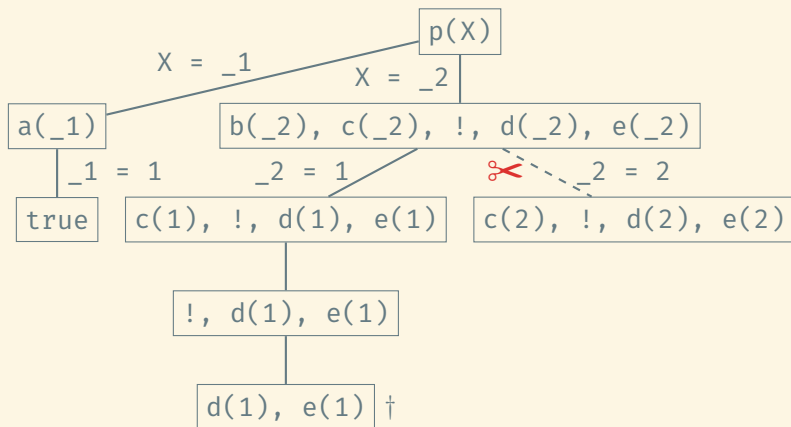 p(X)
X = _1
X = _2
a(_1)
b(_2), c(_2), !, d(_2), e(_2)
_1 = 1
_2 = 1
_2 = 2
true
c(1), !, d(1), e(1)
c(2), !, d(2), e(2)
!, d(1), e(1)
d(1), e(1) †